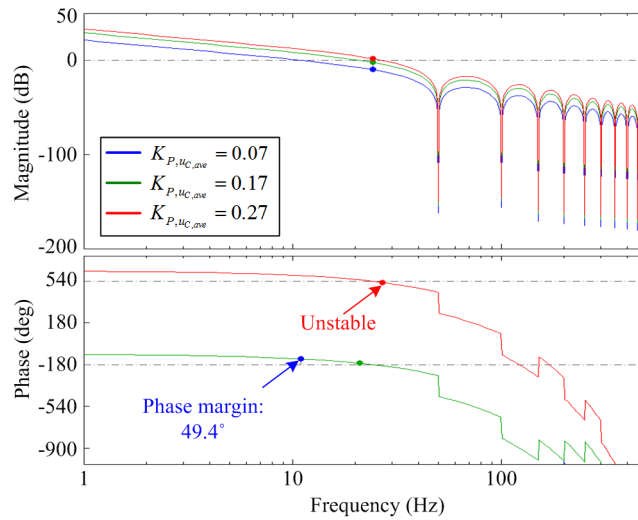 50
0
-100
-200
Magnitude (dB)
K_{P,u_{C,ave}} = 0.07
K_{P,u_{C,ave}} = 0.17
K_{P,u_{C,ave}} = 0.27
540
180
-180
-540
-900
Phase (deg)
Unstable
Phase margin:
49.4°
1
10
100
Frequency (Hz)